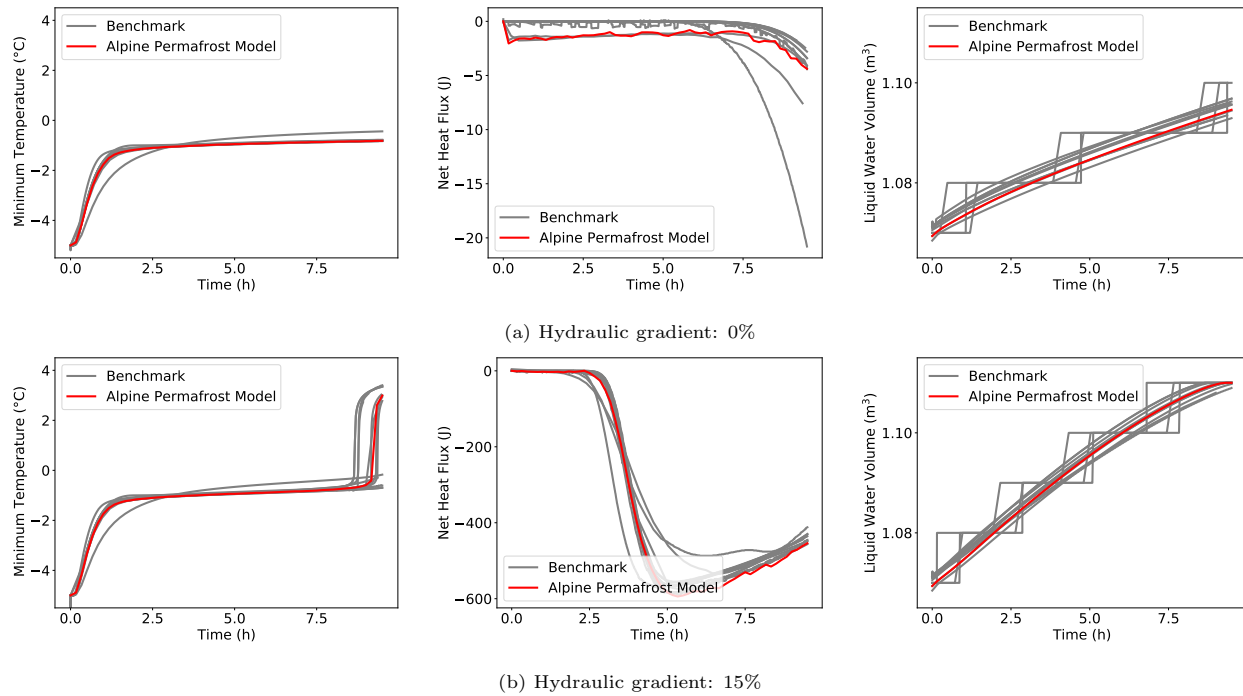 4
2
0
−2
−4
0.0
2.5
5.0
7.5
Minimum Temperature (°C)
Time (h)
Benchmark
Alpine Permafrost Model
0
−5
−10
−15
−20
0.0
2.5
5.0
7.5
Net Heat Flux (J)
Time (h)
Benchmark
Alpine Permafrost Model
1.10
1.08
0.0
2.5
5.0
7.5
Liquid Water Volume (m³)
Time (h)
Benchmark
Alpine Permafrost Model
(a) Hydraulic gradient: 0%
4
2
0
−2
−4
0.0
2.5
5.0
7.5
Minimum Temperature (°C)
Time (h)
Benchmark
Alpine Permafrost Model
0
−200
−400
−600
0.0
2.5
5.0
7.5
Net Heat Flux (J)
Time (h)
Benchmark
Alpine Permafrost Model
1.10
1.08
0.0
2.5
5.0
7.5
Liquid Water Volume (m³)
Time (h)
Benchmark
Alpine Permafrost Model
(b) Hydraulic gradient: 15%